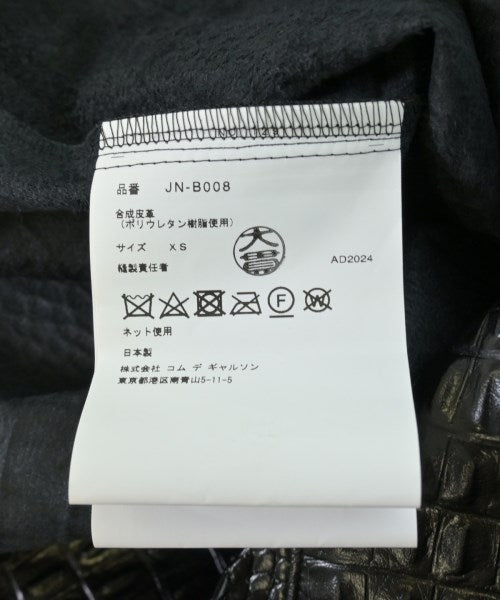 品番 JN-B008
合成皮革
(ポリウレタン樹脂使用)
サイズ XS
縫製責任者
大貫
AD2024
F
W
ネット使用
日本製
株式会社 コム デ ギャルソン
東京都港区南青山5-11-5